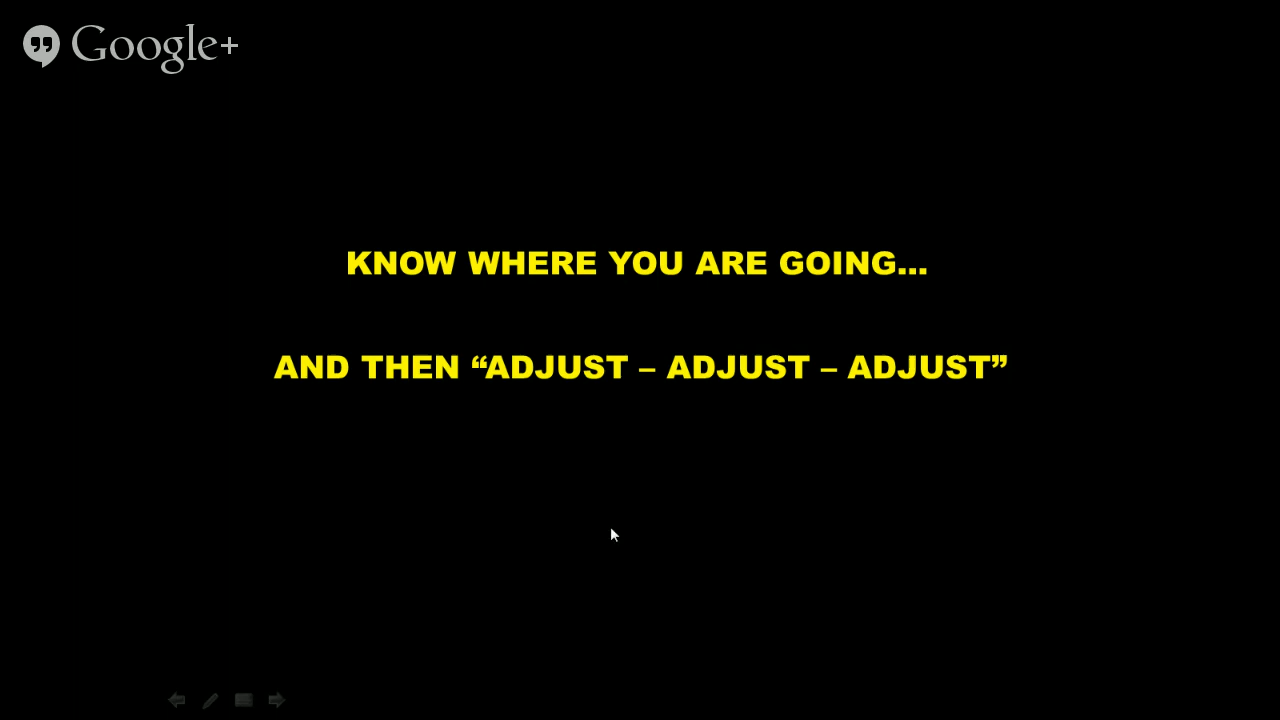 Google+
KNOW WHERE YOU ARE GOING...
AND THEN “ADJUST – ADJUST – ADJUST”